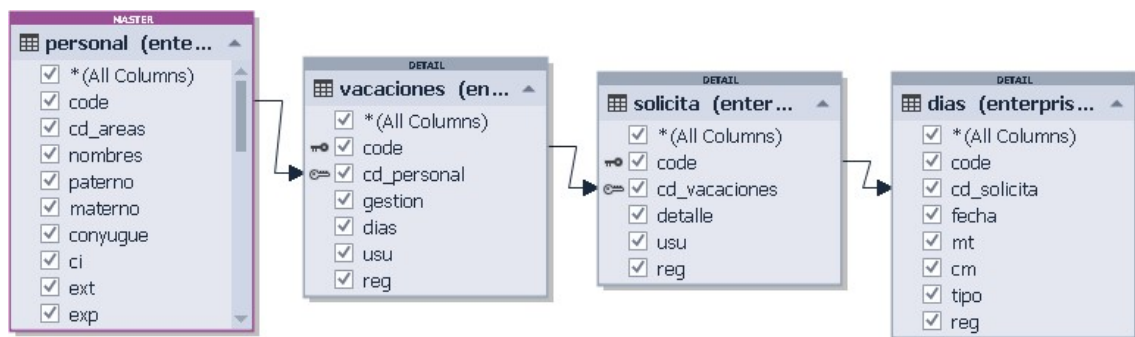 MASTER
personal (ente...
*(All Columns)
code
cd_areas
nombres
paterno
materno
conyugue
ci
ext
exp
DETAIL
vacaciones (en...
*(All Columns)
code
cd_personal
gestion
dias
usu
reg
DETAIL
solicita (enter...
*(All Columns)
code
cd_vacaciones
detalle
usu
reg
DETAIL
dias (enterpris...
*(All Columns)
code
cd_solicita
fecha
mt
cm
tipo
reg